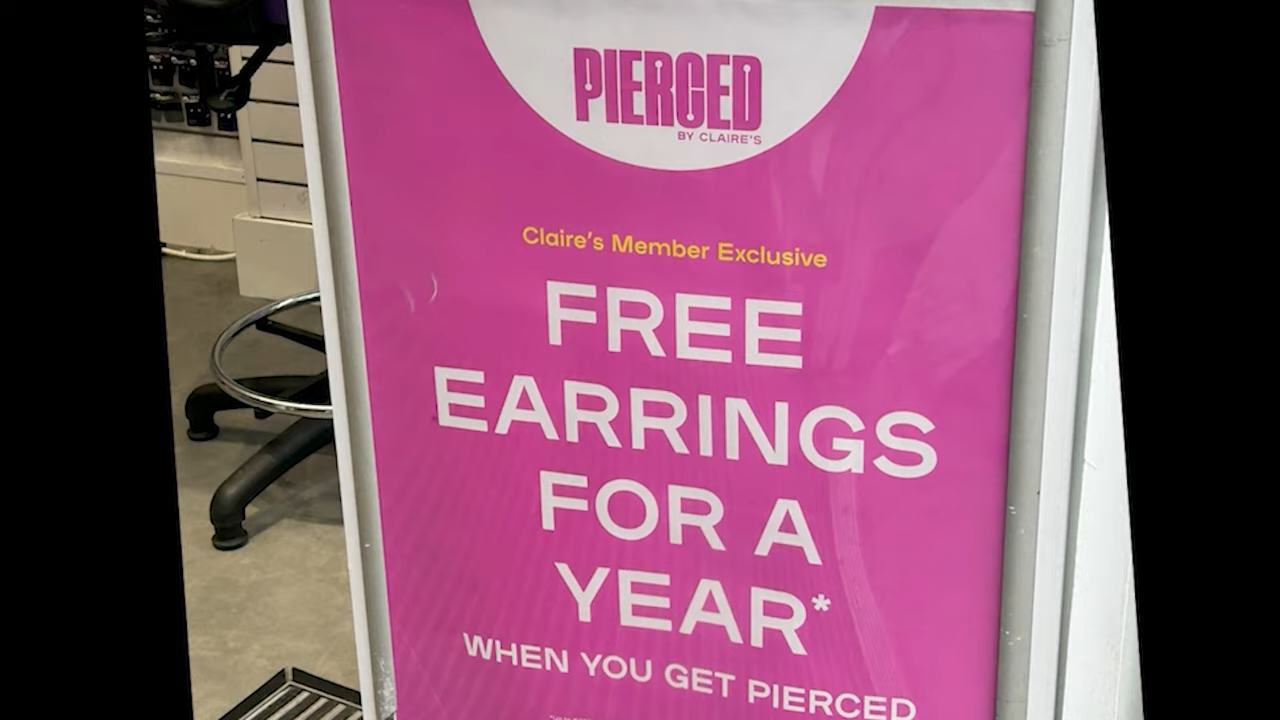 PIERCED
BY CLAIRE'S
Claire's Member Exclusive
FREE
EARRINGS
FOR A
YEAR*
WHEN YOU GET PIERCED